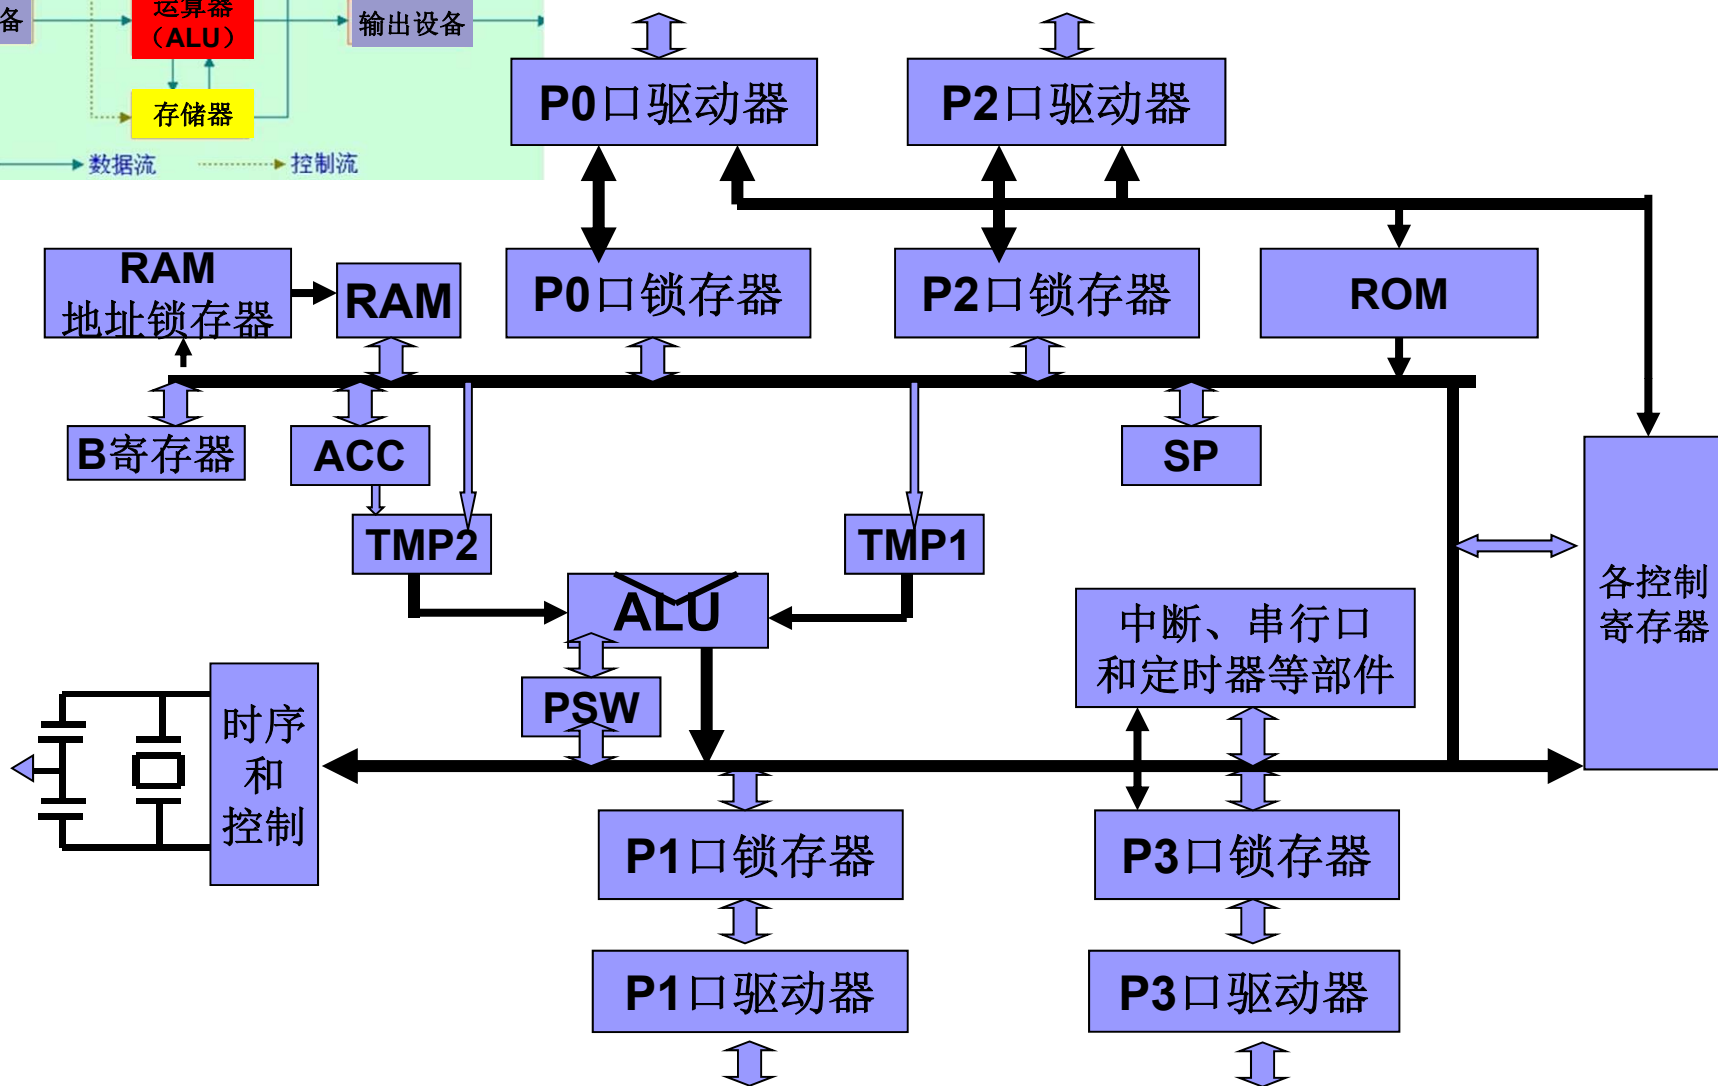 备
运算器
（ALU）
输出设备
存储器
数据流
控制流
P0口驱动器
P2口驱动器
RAM
地址锁存器
RAM
P0口锁存器
P2口锁存器
ROM
B寄存器
ACC
SP
TMP2
TMP1
ALU
各控制
寄存器
中断、串行口
和定时器等部件
PSW
时序
和
控制
P1口锁存器
P3口锁存器
P1口驱动器
P3口驱动器